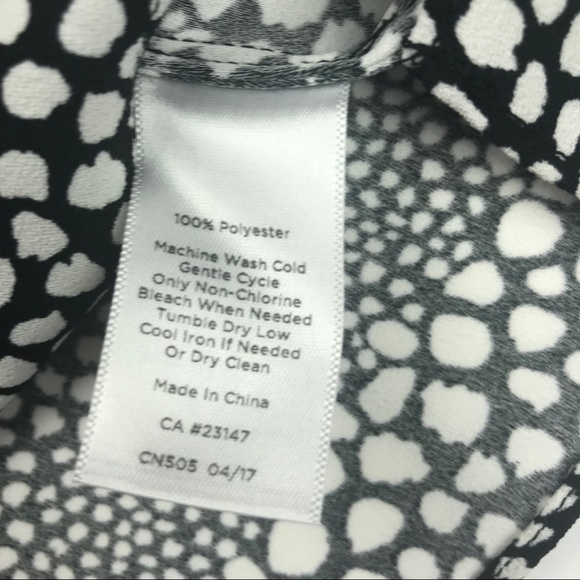 100% Polyester
Machine Wash Cold
Gentle Cycle
Only Non-Chlorine
Bleach When Needed
Tumble Dry Low
Cool Iron If Needed
Or Dry Clean
Made In China
CA #23147
CN505 04/17